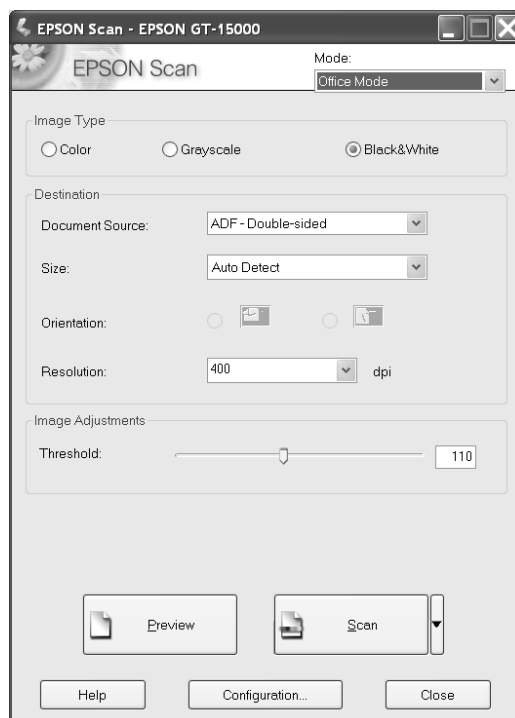 EPSON Scan - EPSON GT-15000
EPSON Scan
Mode:
Office Mode
Image Type
Color
Grayscale
Black&White
Destination
Document Source:
ADF - Double-sided
Size:
Auto Detect
Orientation:
Resolution:
400
dpi
Image Adjustments
Threshold:
110
Preview
Scan
Help
Configuration...
Close